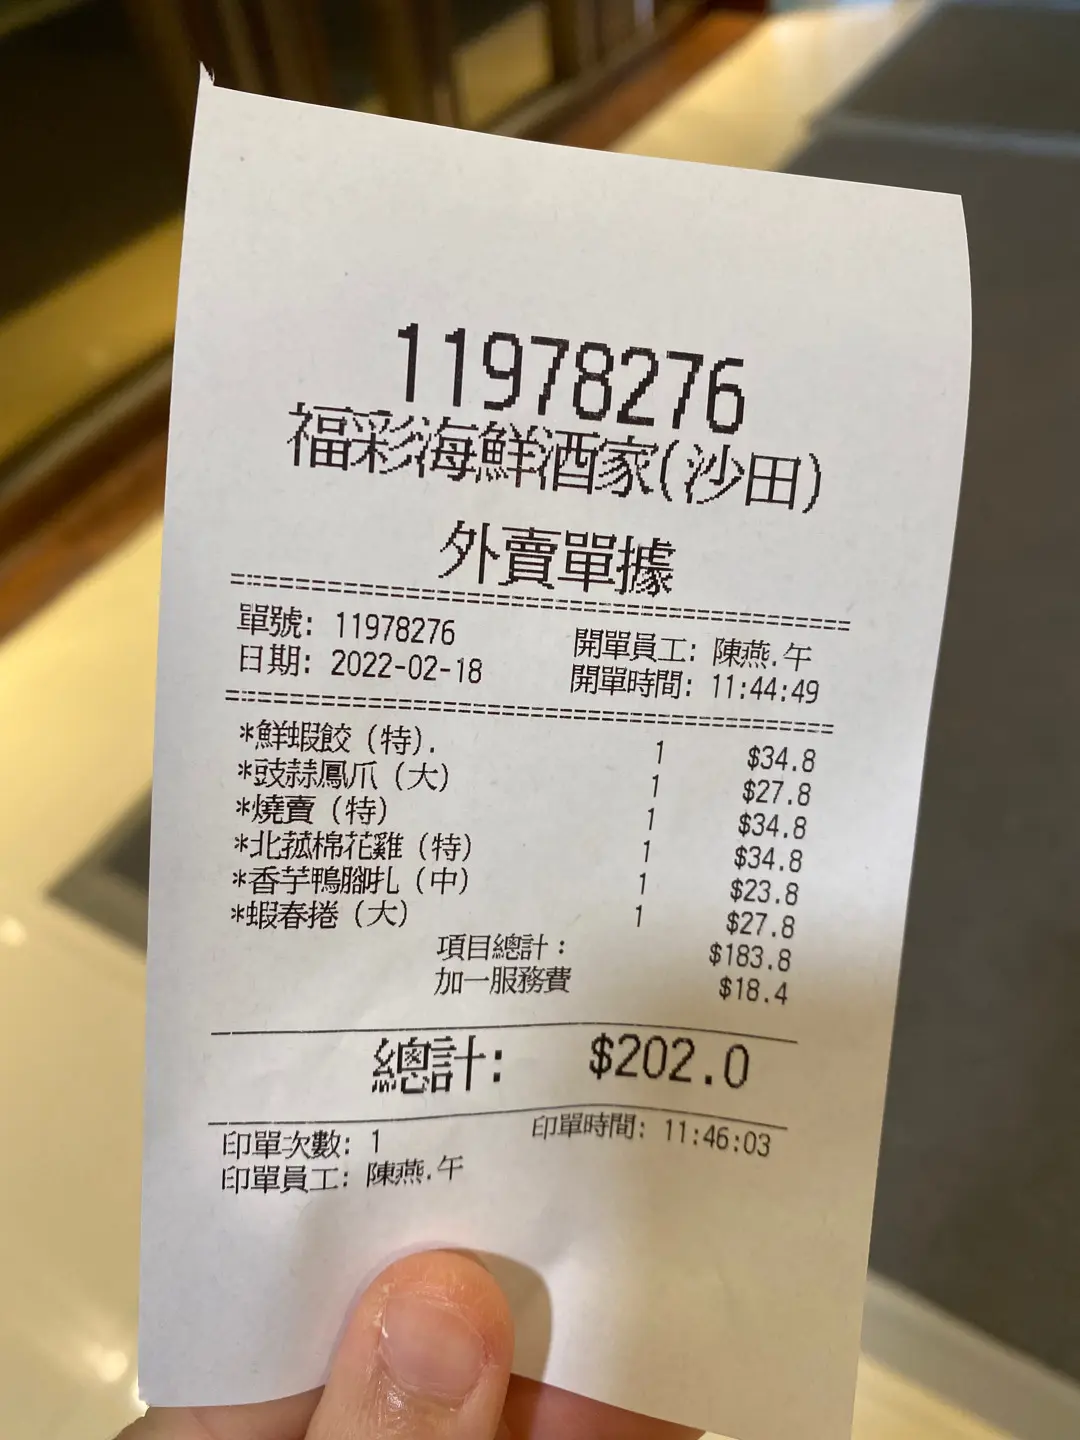 11978276
福彩海鮮酒家(沙田)
外賣單據
單號: 11978276 開單員工: 陳燕.午
日期: 2022-02-18 開單時間: 11:44:49
*鮮蝦餃 (特). 1 $34.8
*豉蒜鳳爪 (大) 1 $27.8
*燒賣 (特) 1 $34.8
*北菰棉花雞 (特) 1 $34.8
*香芋鴨腳扎 (中) 1 $23.8
*蝦春捲 (大) 1 $27.8
項目總計: $183.8
加一服務費 $18.4
總計: $202.0
印單次數: 1 印單時間: 11:46:03
印單員工: 陳燕.午